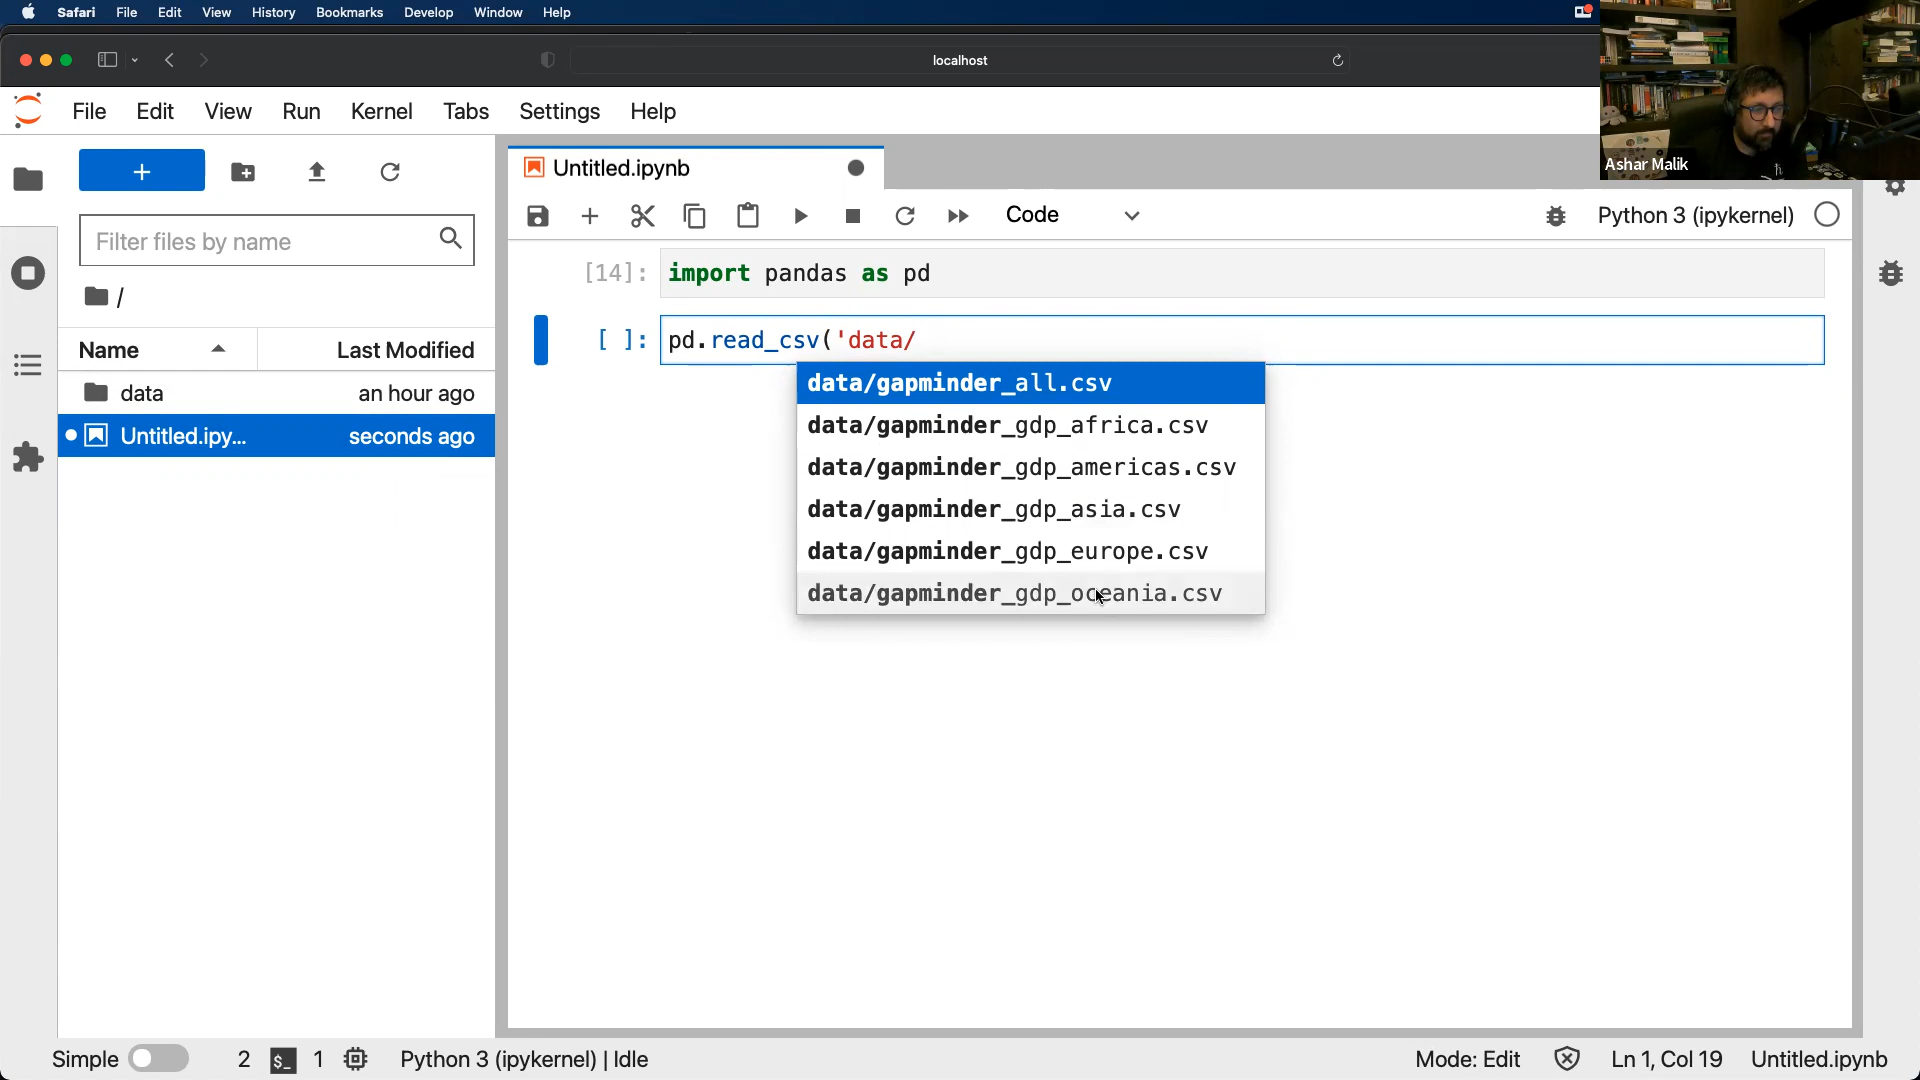 Safari File Edit View History Bookmarks Develop Window Help
localhost
Ashar Malik
File Edit View Run Kernel Tabs Settings Help
+
Filter files by name
/
Name Last Modified
data an hour ago
Untitled.ipy... seconds ago
Untitled.ipynb
Code
Python 3 (ipykernel)
[14]: import pandas as pd
[ ]: pd.read_csv('data/
data/gapminder_all.csv
data/gapminder_gdp_africa.csv
data/gapminder_gdp_americas.csv
data/gapminder_gdp_asia.csv
data/gapminder_gdp_europe.csv
data/gapminder_gdp_oceania.csv
Simple 2 $_ 1 Python 3 (ipykernel) | Idle Mode: Edit Ln 1, Col 19 Untitled.ipynb